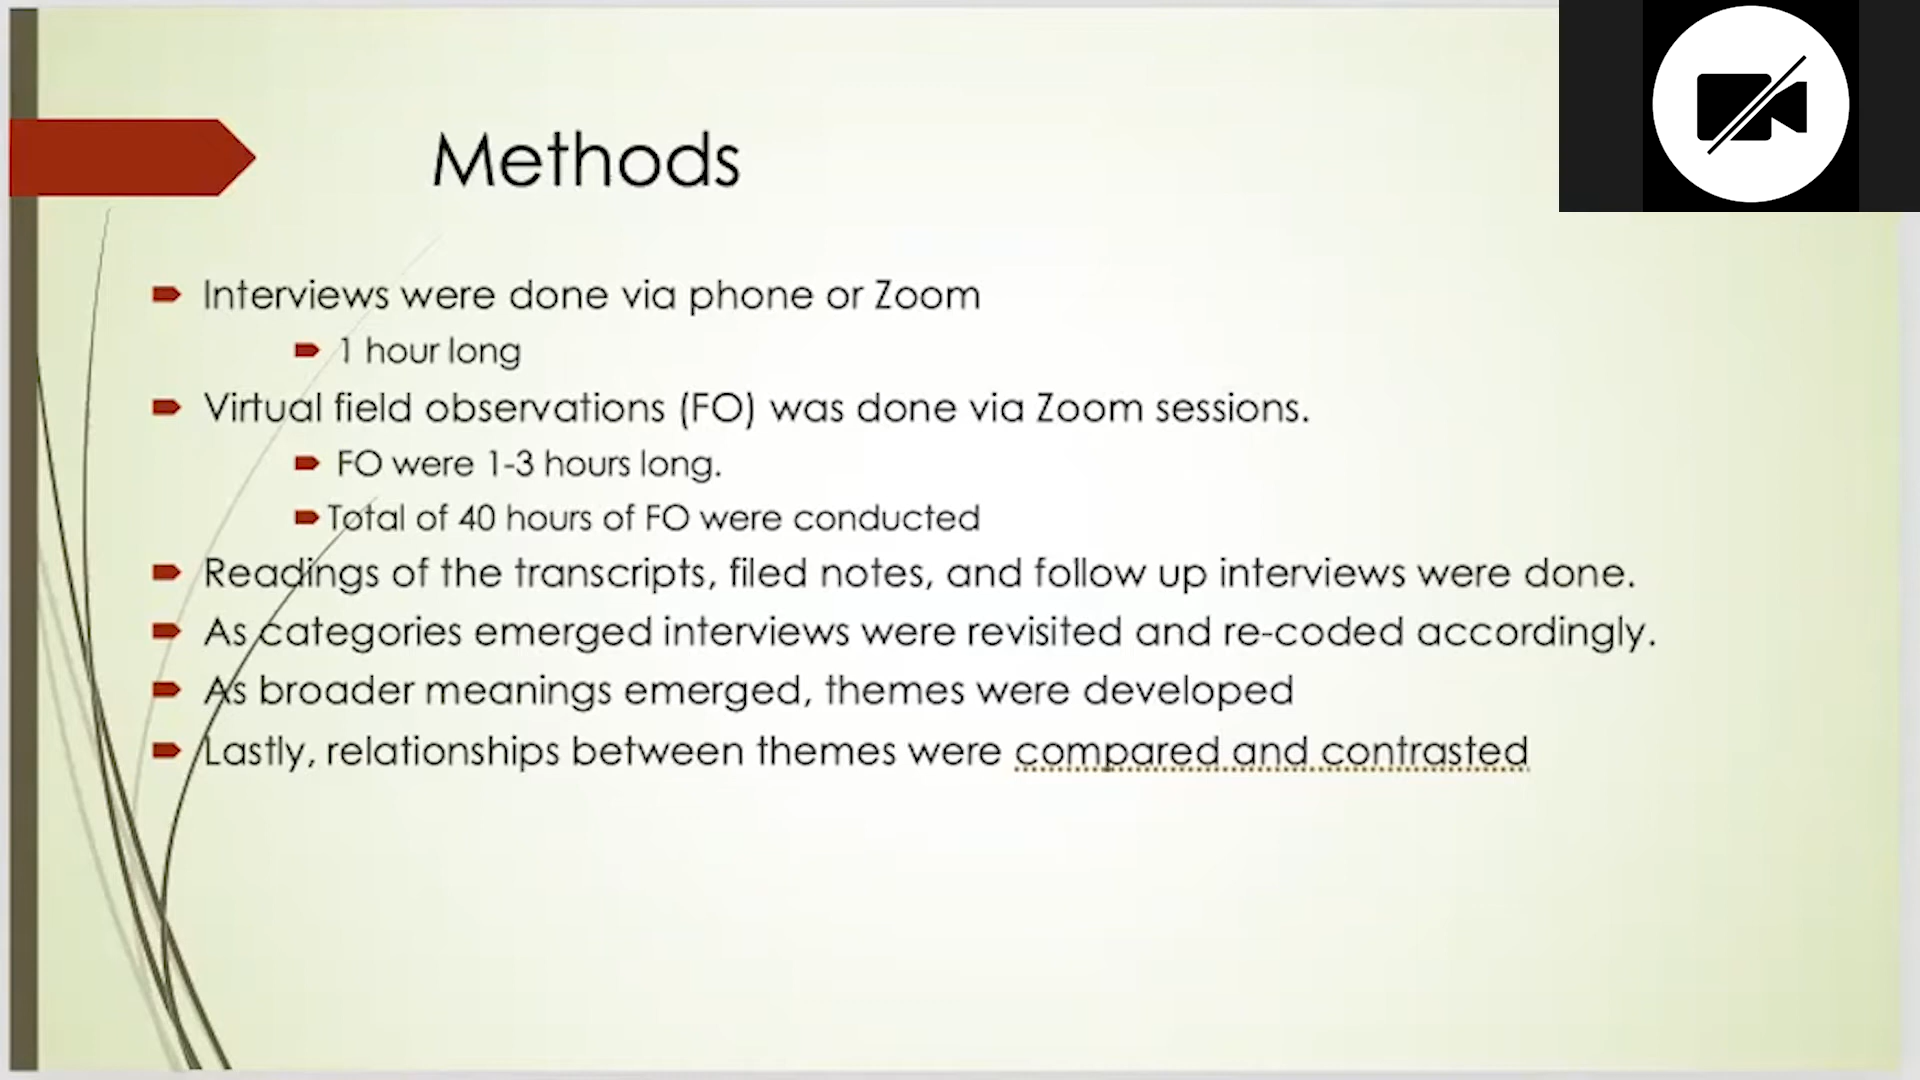 Methods
Interviews were done via phone or Zoom
1 hour long
Virtual field observations (FO) was done via Zoom sessions.
FO were 1-3 hours long.
Total of 40 hours of FO were conducted
Readings of the transcripts, filed notes, and follow up interviews were done.
As categories emerged interviews were revisited and re-coded accordingly.
As broader meanings emerged, themes were developed
Lastly, relationships between themes were compared and contrasted